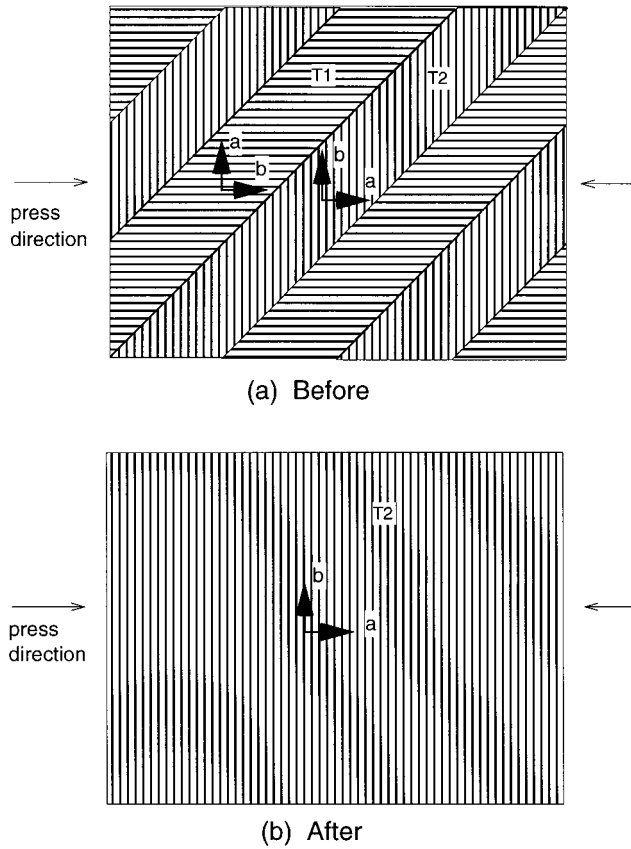 T1
T2
a
b
b
a
press
direction
(a) Before
T2
b
a
press
direction
(b) After